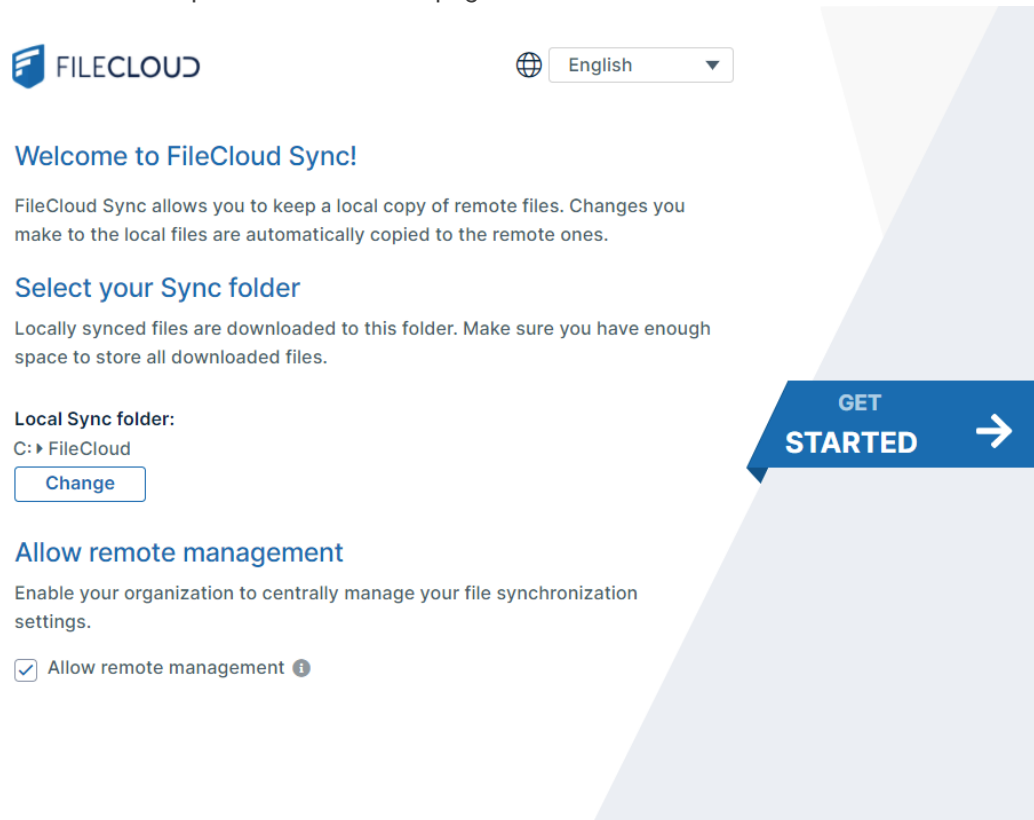 FILECLOUD
English
Welcome to FileCloud Sync!
FileCloud Sync allows you to keep a local copy of remote files. Changes you
make to the local files are automatically copied to the remote ones.
Select your Sync folder
Locally synced files are downloaded to this folder. Make sure you have enough
space to store all downloaded files.
Local Sync folder:
C: FileCloud
Change
GET
STARTED
Allow remote management
Enable your organization to centrally manage your file synchronization
settings.
Allow remote management